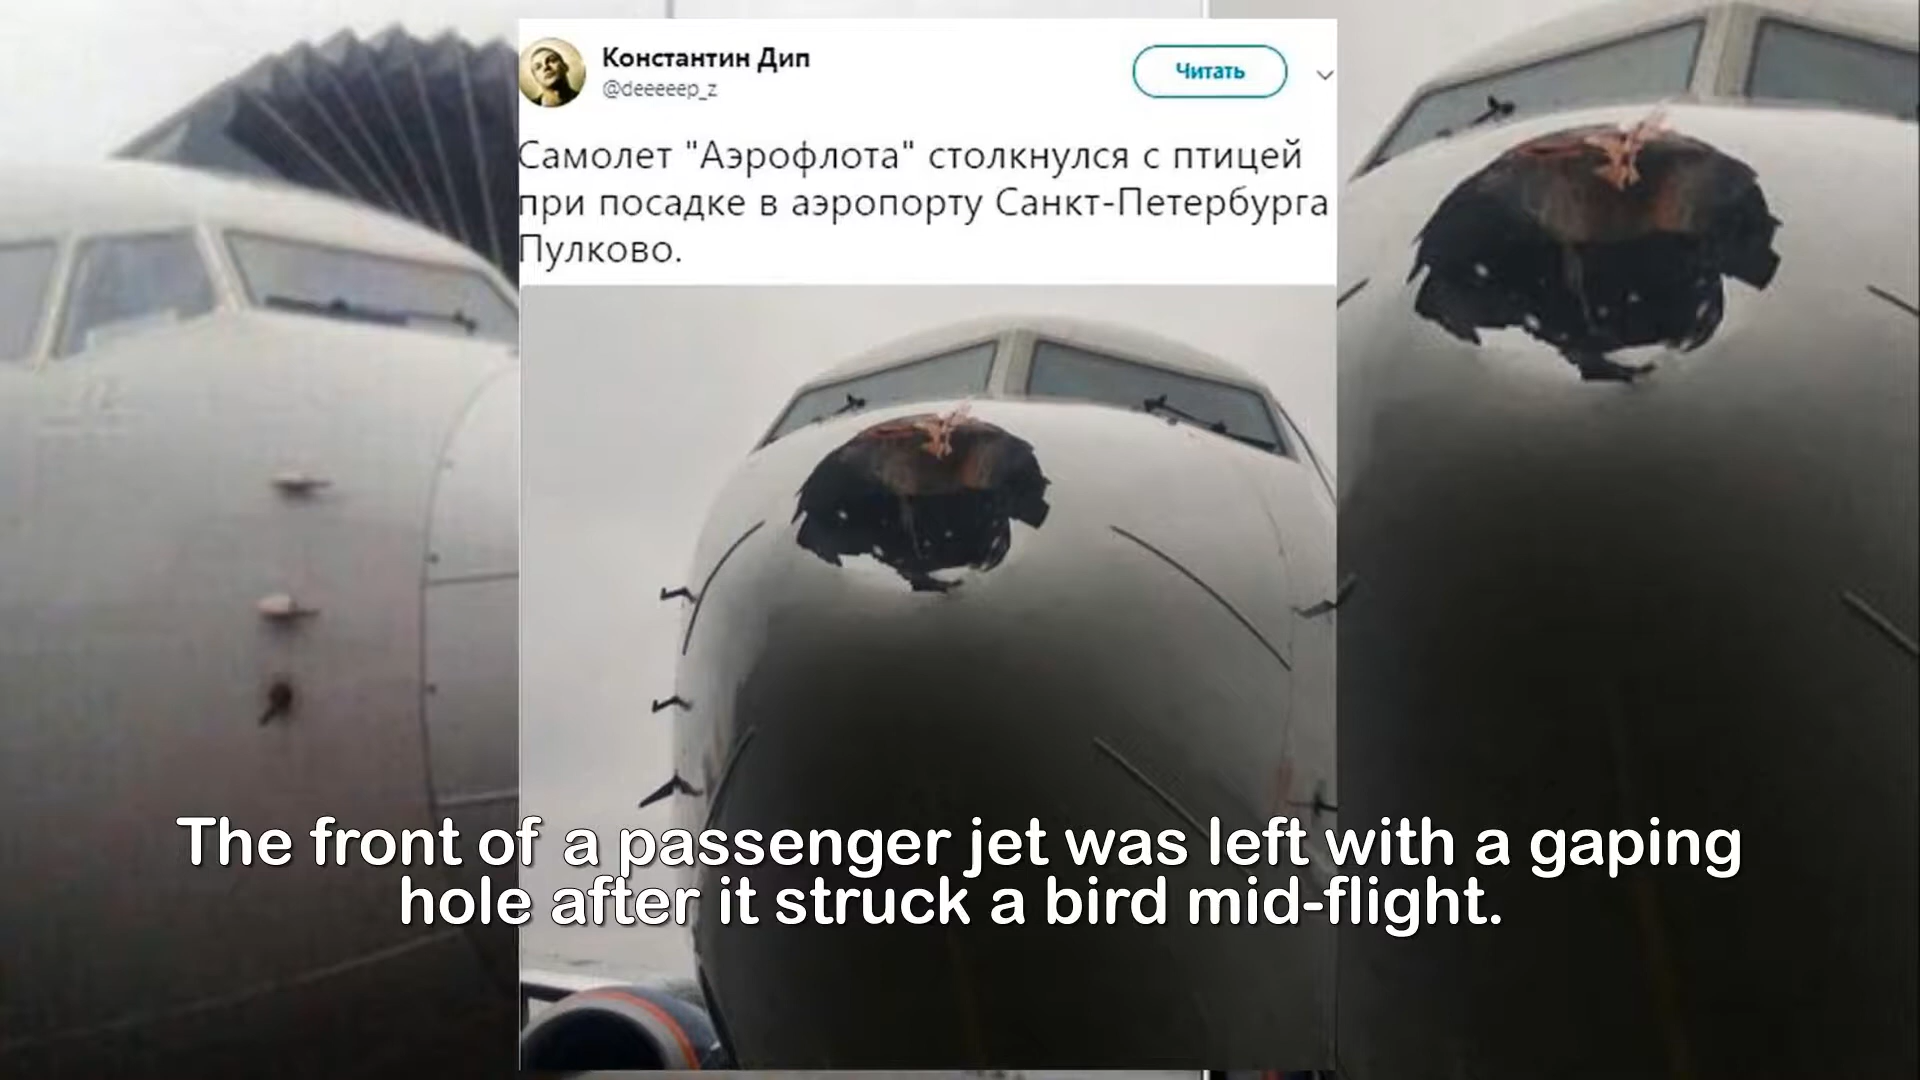 Константин Дип
@deeeeep_z
Читать
Самолет "Аэрофлота" столкнулся с птицей
при посадке в аэропорту Санкт-Петербурга
Пулково.
The front of a passenger jet was left with a gaping
hole after it struck a bird mid-flight.